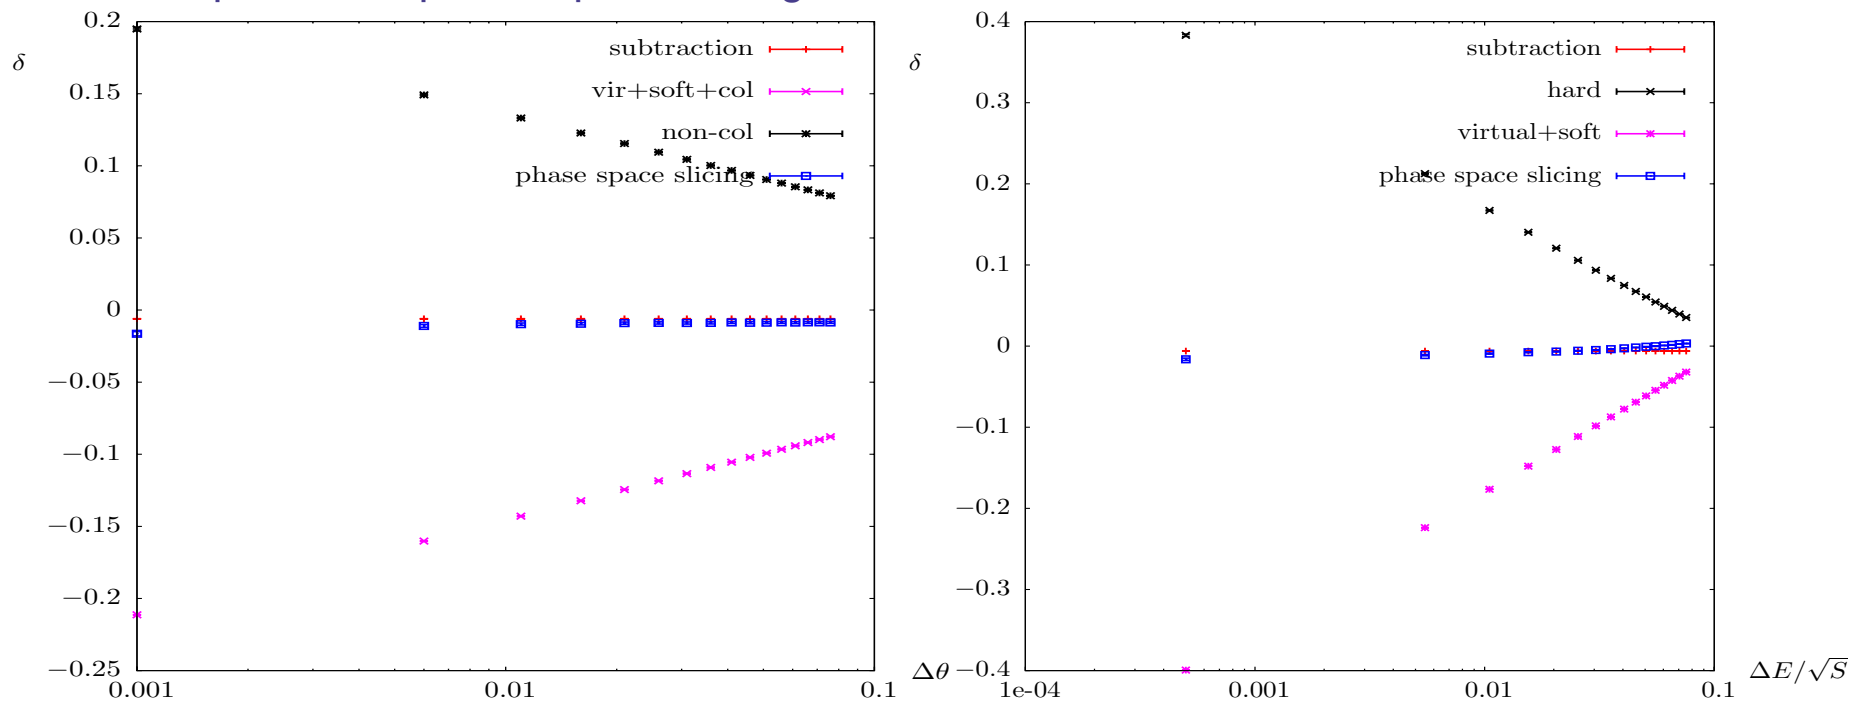 0.2
0.15
0.1
0.05
0
−0.05
−0.1
−0.15
−0.2
−0.25
0.001
0.01
0.1
δ
Δθ
subtraction
vir+soft+col
non-col
phase space slicing
0.4
0.3
0.2
0.1
0
−0.1
−0.2
−0.3
−0.4
1e-04
0.001
0.01
0.1
δ
ΔE/√S
subtraction
hard
virtual+soft
phase space slicing